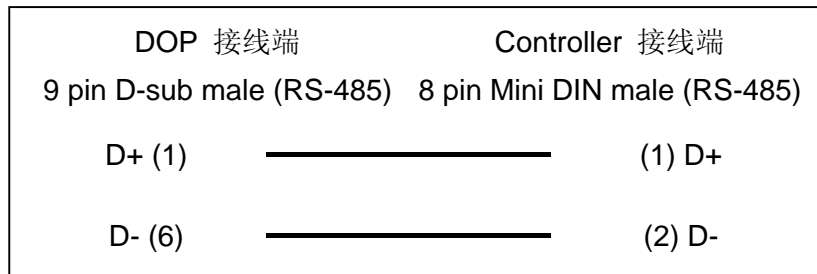 DOP 接线端 Controller 接线端
9 pin D-sub male (RS-485) 8 pin Mini DIN male (RS-485)
D+ (1) (1) D+
D- (6) (2) D-